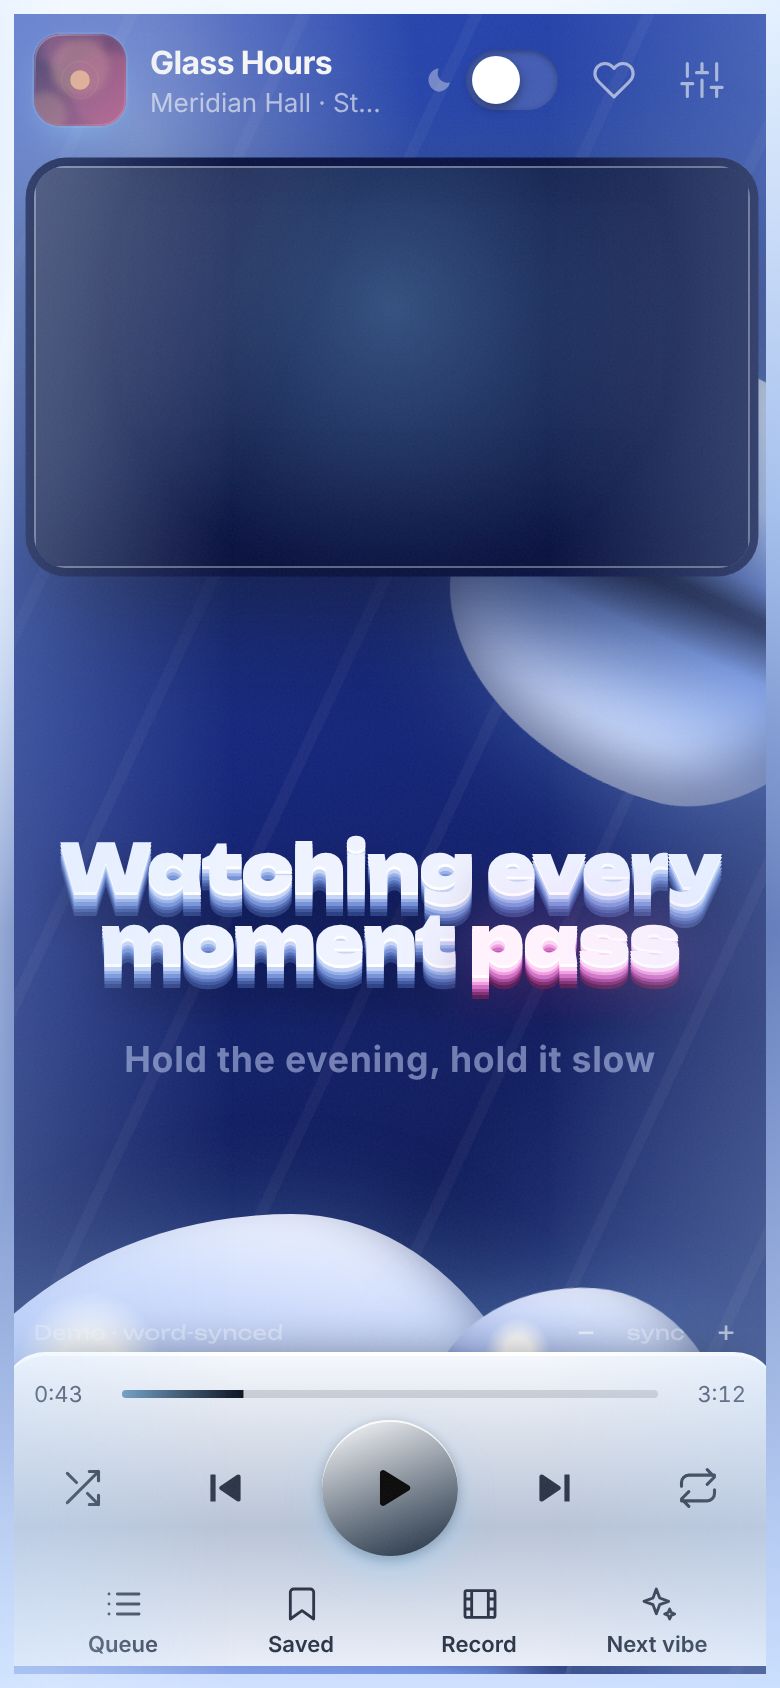 Glass Hours
Meridian Hall · St...
Watching every
moment pass
Hold the evening, hold it slow
Demo · word-synced
− sync +
0:43
3:12
Queue
Saved
Record
Next vibe